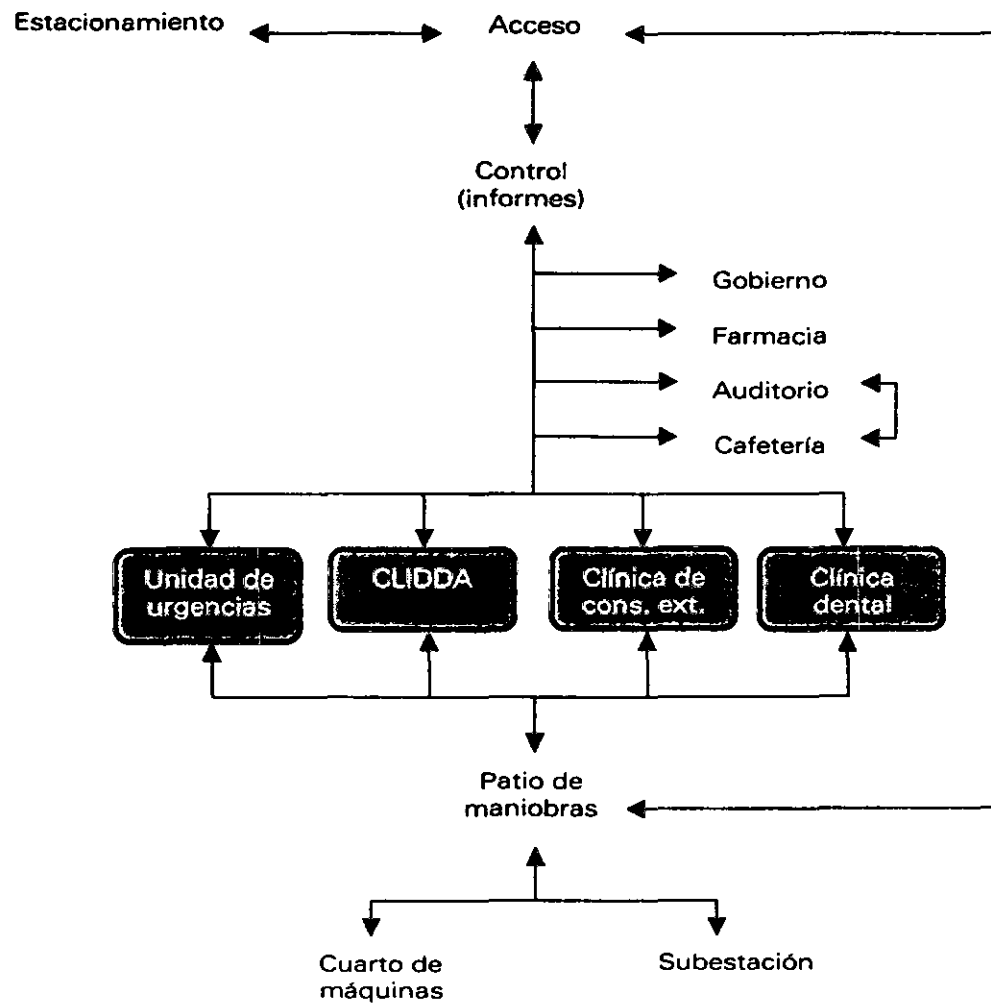 Estacionamiento
Acceso
Control
(informes)
Gobierno
Farmacia
Auditorio
Cafetería
Unidad de
urgencias
CLIDDA
Clínica de
cons. ext.
Clínica
dental
Patio de
maniobras
Cuarto de
máquinas
Subestación